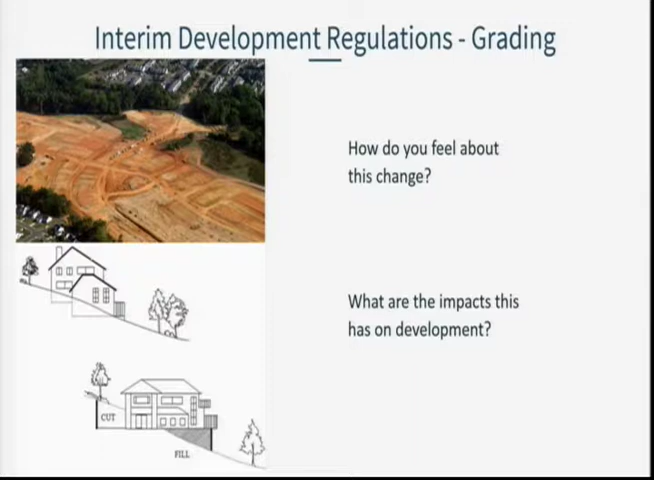 Interim Development Regulations - Grading
How do you feel about
this change?
What are the impacts this
has on development?
CUT
FILL